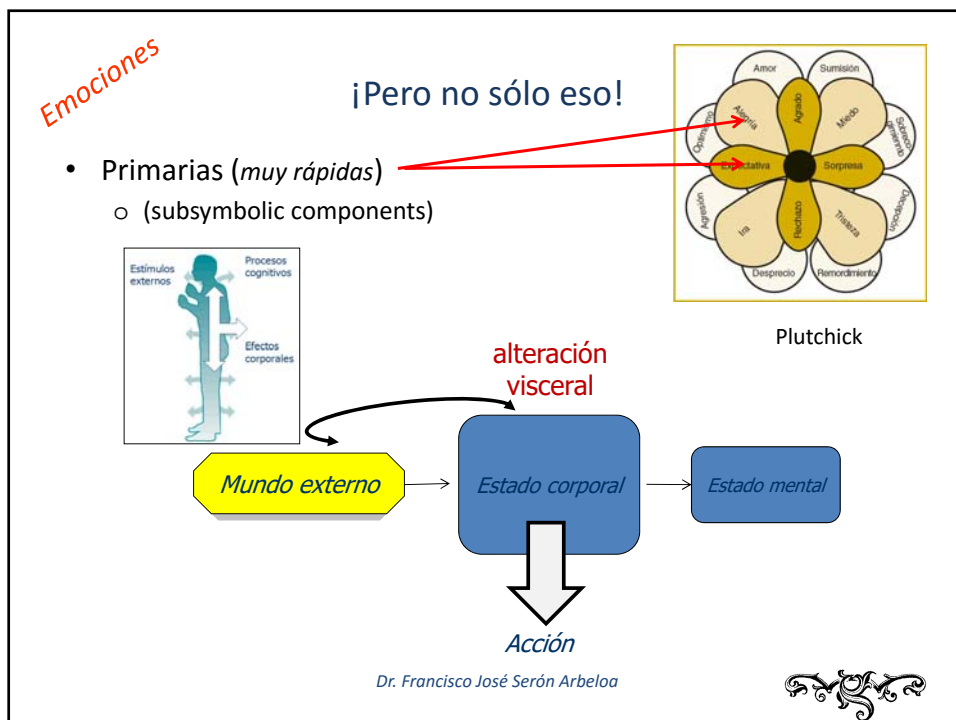 Emociones
¡Pero no sólo eso!
• Primarias (muy rápidas)
o (subsymbolic components)
Amor
Sumisión
Optimismo
Alegría
Agrado
Miedo
Sobrecogimiento
Expectativa
Sorpresa
Agresión
Ira
Rechazo
Tristeza
Decepción
Desprecio
Remordimiento
Plutchick
Estímulos
externos
Procesos
cognitivos
Efectos
corporales
alteración
visceral
Mundo externo
Estado corporal
Estado mental
Acción
Dr. Francisco José Serón Arbeloa